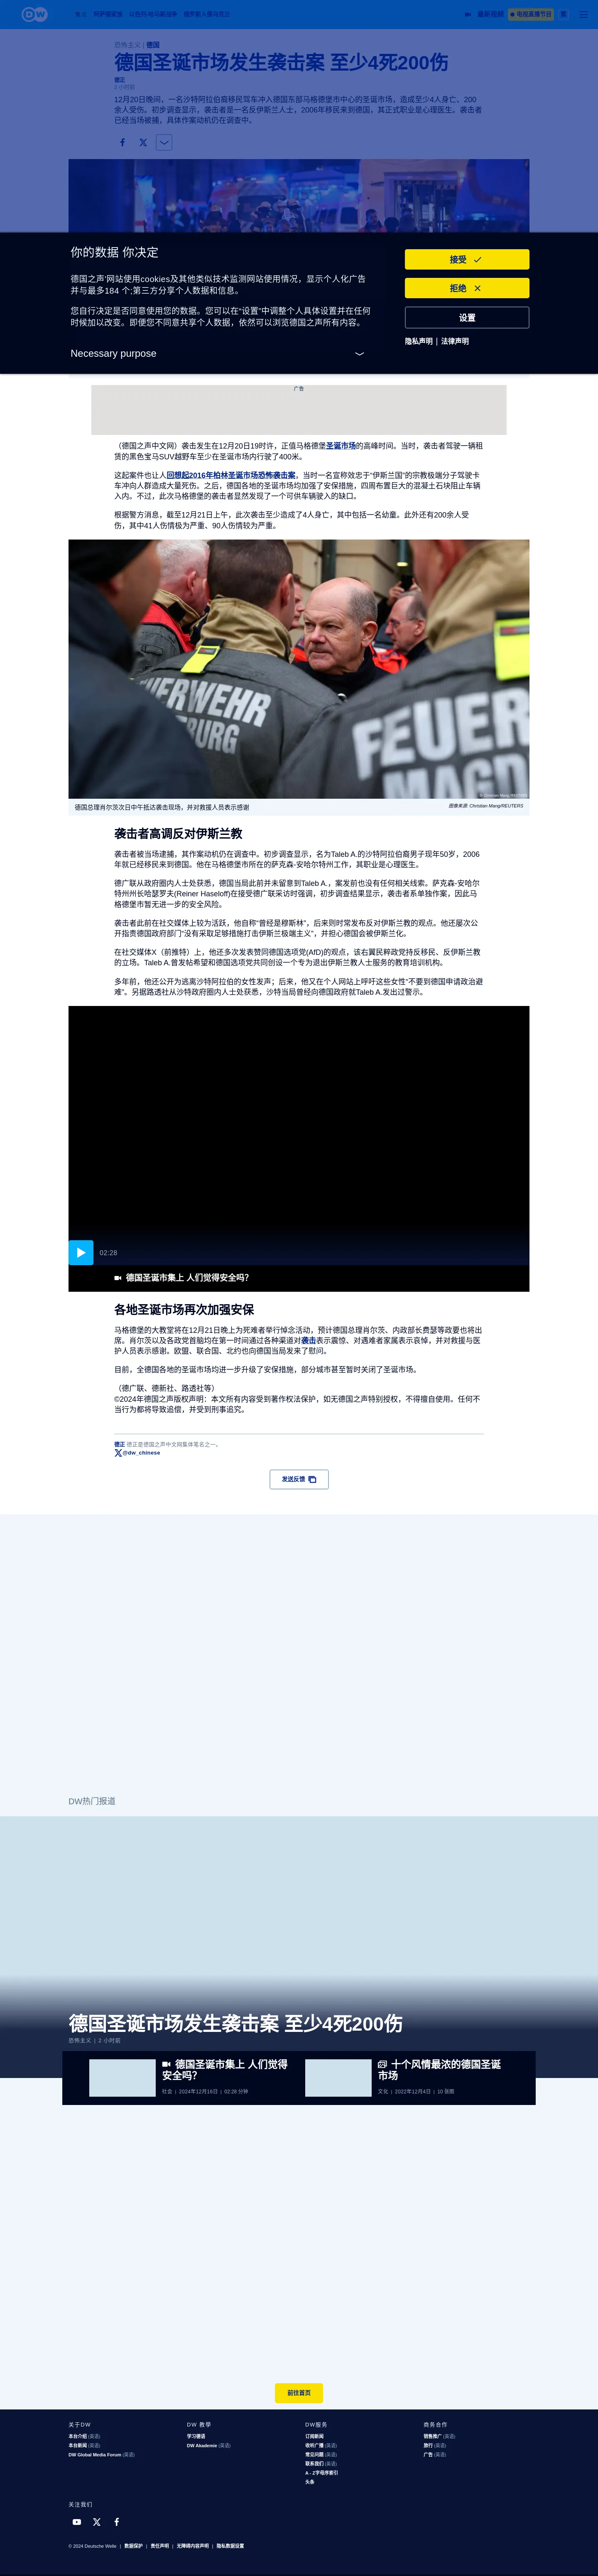 DW
最新视频
电视直播节目
恐怖主义 | 德国
德国圣诞市场发生袭击案 至少4死200伤
德正
2 小时前
12月20日晚间，一名沙特阿拉伯裔移民驾车冲入德国东部马格德堡市中心的圣诞市场，造成至少4人身亡、200
余人受伤。初步调查显示，袭击者是一名反伊斯兰人士，2006年移民来到德国，其正式职业是心理医生。袭击者
已经当场被捕，具体作案动机仍在调查中。
你的数据 你决定
德国之声'网站使用cookies及其他类似技术监测网站使用情况，显示个人化广告
并与最多184 个;第三方分享个人数据和信息。
您自行决定是否同意使用您的数据。您可以在"设置"中调整个人具体设置并在任何
时候加以改变。即便您不同意共享个人数据，依然可以浏览德国之声所有内容。
Necessary purpose
接受
拒绝
设置
隐私声明 | 法律声明
广告
（德国之声中文网）袭击发生在12月20日19时许，正值马格德堡圣诞市场的高峰时间。当时，袭击者驾驶一辆租
赁的黑色宝马SUV越野车至少在圣诞市场内行驶了400米。
这起案件也让人回想起2016年柏林圣诞市场恐怖袭击案，当时一名宣称效忠于"伊斯兰国"的宗教极端分子驾驶卡
车冲向人群造成大量死伤。之后，德国各地的圣诞市场均加强了安保措施，四周布置巨大的混凝土石块阻止车辆
入内。不过，此次马格德堡的袭击者显然发现了一个可供车辆驶入的缺口。
根据警方消息，截至12月21日上午，此次袭击至少造成了4人身亡，其中包括一名幼童。此外还有200余人受
伤，其中41人伤情极为严重、90人伤情较为严重。
FEUER
德国总理肖尔茨次日中午抵达袭击现场，并对救援人员表示感谢
图像来源: Christian Mang/REUTERS
袭击者高调反对伊斯兰教
袭击者被当场逮捕，其作案动机仍在调查中。初步调查显示，名为Taleb A.的沙特阿拉伯裔男子现年50岁，2006
年就已经移民来到德国。他在马格德堡市所在的萨克森-安哈尔特州工作，其职业是心理医生。
德广联从政府圈内人士处获悉，德国当局此前并未留意到Taleb A.，案发前也没有任何相关线索。萨克森-安哈尔
特州州长哈瑟罗夫(Reiner Haseloff)在接受德广联采访时强调，初步调查结果显示，袭击者系单独作案，因此马
格德堡市暂无进一步的安全风险。
袭击者此前在社交媒体上较为活跃，他自称"曾经是穆斯林"，后来则时常发布反对伊斯兰教的观点。他还屡次公
开指责德国政府部门"没有采取足够措施打击伊斯兰极端主义"，并担心德国会被伊斯兰化。
在社交媒体X（前推特）上，他还多次发表赞同德国选项党(AfD)的观点，该右翼民粹政党持反移民、反伊斯兰教
的立场。Taleb A.曾发帖希望和德国选项党共同创设一个专为退出伊斯兰教人士服务的教育培训机构。
多年前，他还公开为逃离沙特阿拉伯的女性发声；后来，他又在个人网站上呼吁这些女性"不要到德国申请政治避
难"。另据路透社从沙特政府圈内人士处获悉，沙特当局曾经向德国政府就Taleb A.发出过警示。
02:28
德国圣诞市集上 人们觉得安全吗？
各地圣诞市场再次加强安保
马格德堡的大教堂将在12月21日晚上为死难者举行悼念活动，预计德国总理肖尔茨、内政部长费瑟等政要也将出
席。肖尔茨以及各政党首脑均在第一时间通过各种渠道对袭击表示震惊、对遇难者家属表示哀悼，并对救援与医
护人员表示感谢。欧盟、联合国、北约也向德国当局发来了慰问。
目前，全德国各地的圣诞市场均进一步升级了安保措施，部分城市甚至暂时关闭了圣诞市场。
（德广联、德新社、路透社等）
©2024年德国之声版权声明：本文所有内容受到著作权法保护，如无德国之声特别授权，不得擅自使用。任何不
当行为都将导致追偿，并受到刑事追究。
德正 德正是德国之声中文网集体笔名之一。
@dw_chinese
发送反馈
DW热门报道
德国圣诞市场发生袭击案 至少4死200伤
恐怖主义 | 2 小时前
德国圣诞市集上 人们觉得
安全吗？
社会 | 2024年12月16日 | 02:28 分钟
十个风情最浓的德国圣诞
市场
文化 | 2022年12月4日 | 10 张图
前往首页
关于DW
本台介绍 (英语)
本台新闻 (英语)
DW Global Media Forum (英语)
DW 教學
学习德语
DW Akademie (英语)
DW服务
订阅新闻
收听广播 (英语)
常见问题 (英语)
联系我们 (英语)
A - Z字母序索引
头条
商务合作
销售推广 (英语)
旅行 (英语)
广告 (英语)
关注我们
© 2024 Deutsche Welle | 数据保护 | 责任声明 | 无障碍内容声明 | 隐私数据设置